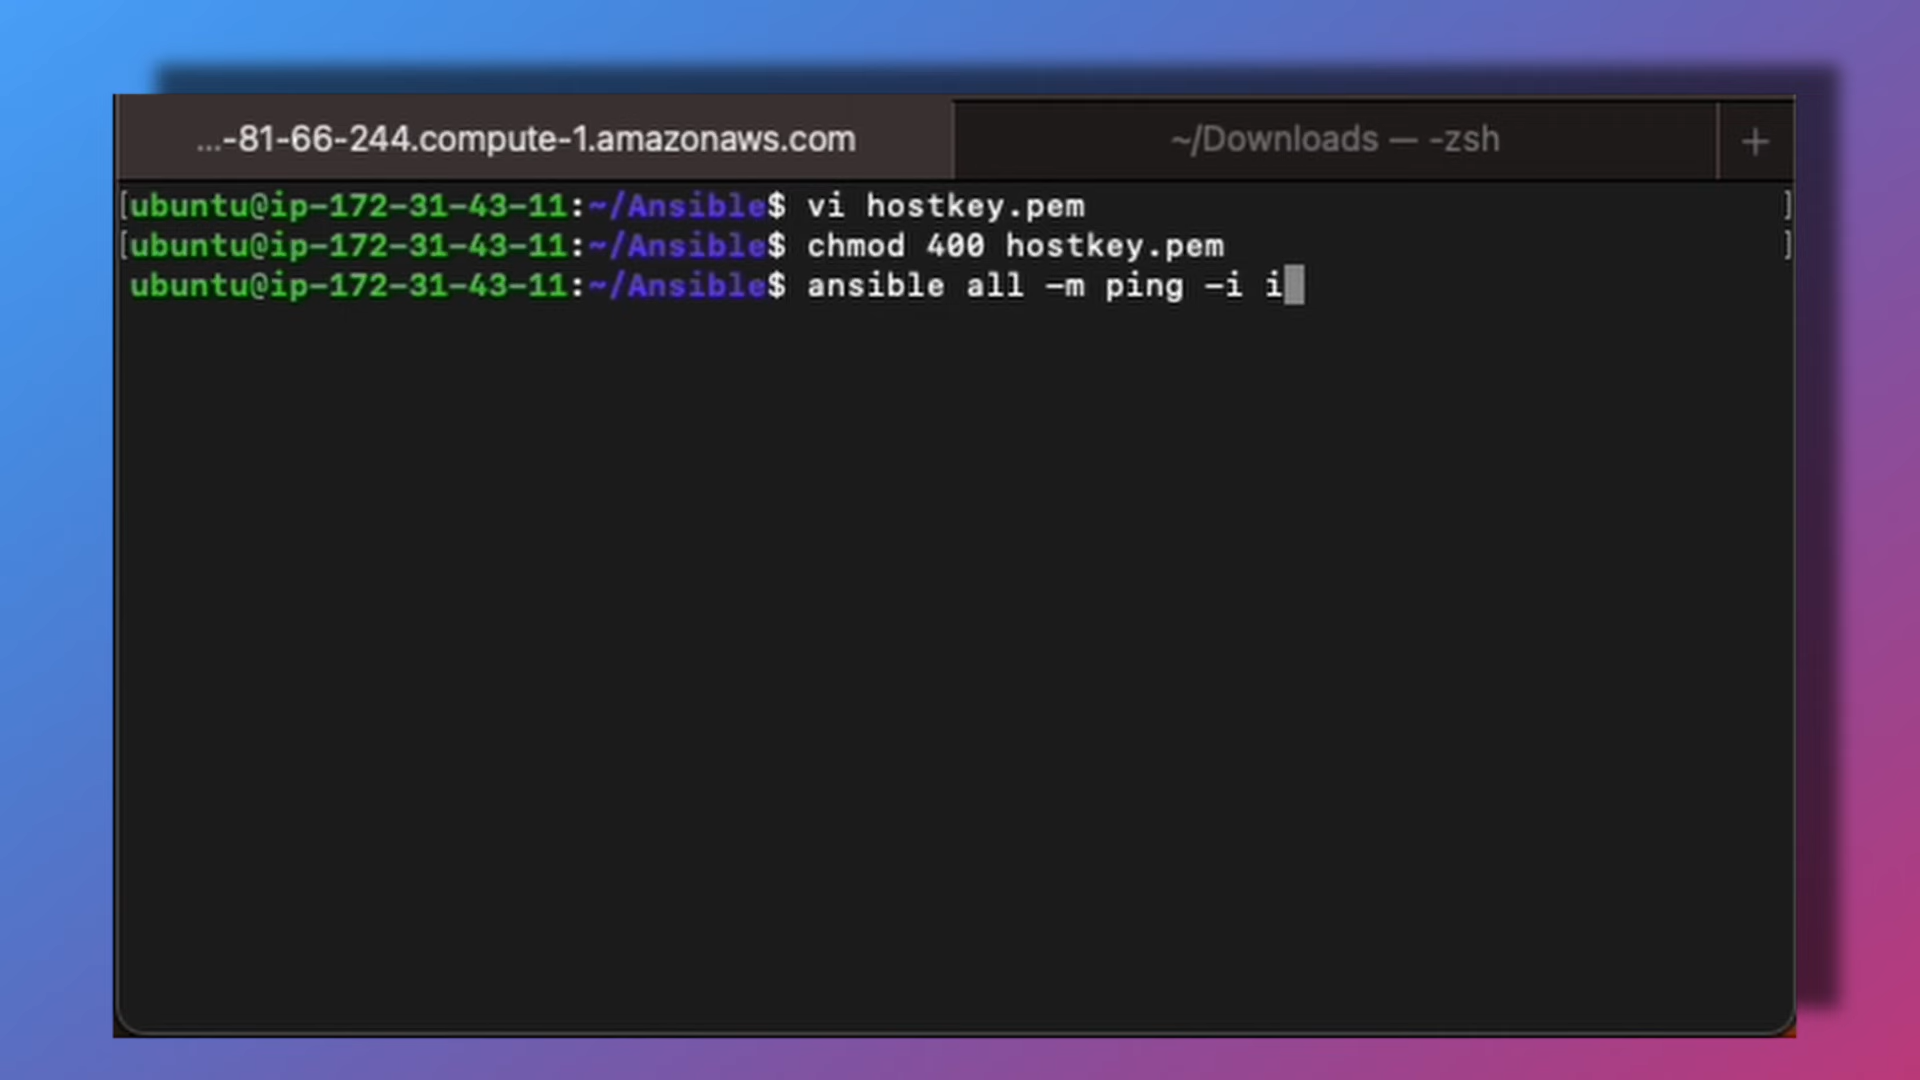 ...-81-66-244.compute-1.amazonaws.com
~/Downloads — -zsh
+
[ubuntu@ip-172-31-43-11:~/Ansible$ vi hostkey.pem ]
[ubuntu@ip-172-31-43-11:~/Ansible$ chmod 400 hostkey.pem ]
ubuntu@ip-172-31-43-11:~/Ansible$ ansible all -m ping -i i